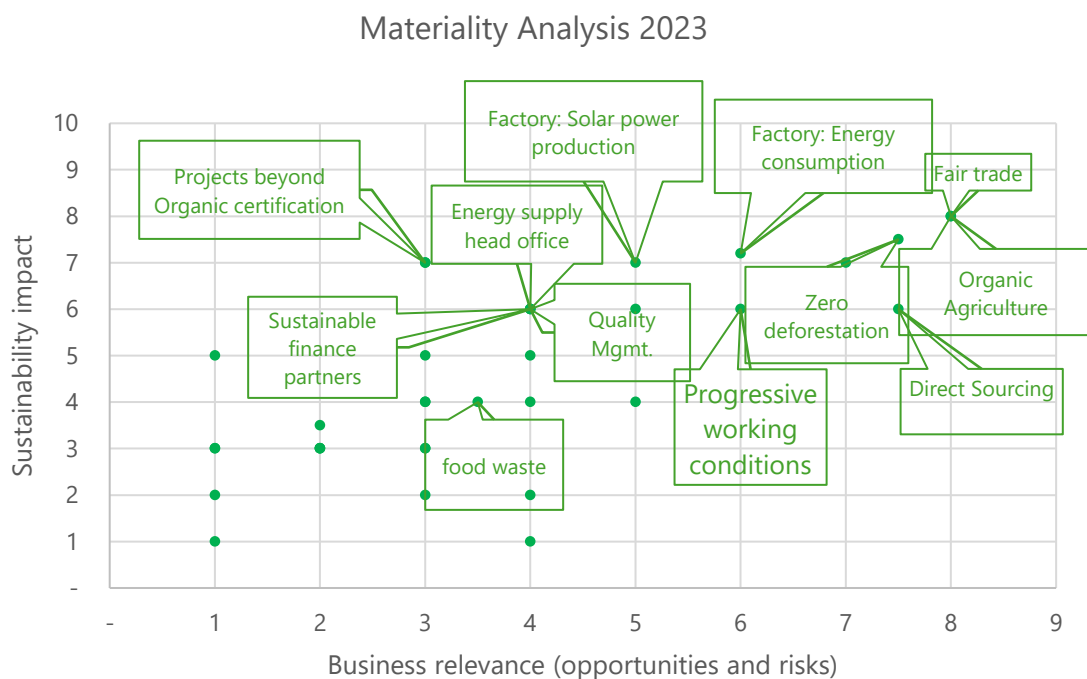 Materiality Analysis 2023
Sustainability impact
10
9
8
7
6
5
4
3
2
1
-
Projects beyond
Organic certification
Factory: Solar power
production
Energy supply
head office
Factory: Energy
consumption
Fair trade
Sustainable
finance
partners
Quality
Mgmt.
Zero
deforestation
Organic
Agriculture
food waste
Progressive
working
conditions
Direct Sourcing
- 1 2 3 4 5 6 7 8 9
Business relevance (opportunities and risks)